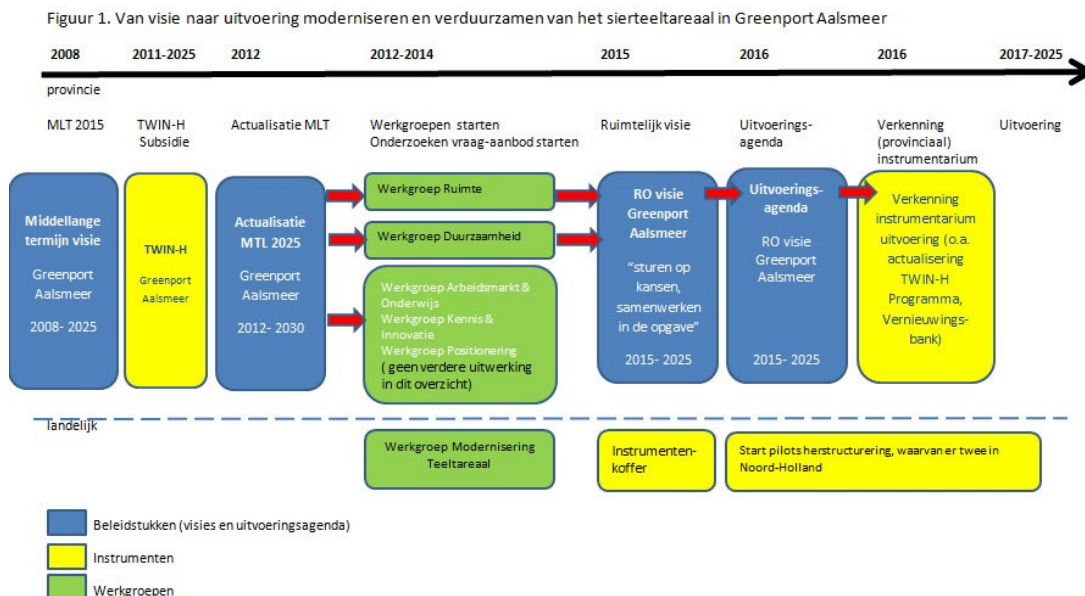 Figuur 1. Van visie naar uitvoering moderniseren en verduurzamen van het sierteeltareaal in Greenport Aalsmeer
2008 2011-2025 2012 2012-2014 2015 2016 2016 2017-2025
provincie
MLT 2015
TWIN-H
Subsidie
Actualisatie MLT
Werkgroepen starten
Onderzoeken vraag-aanbod starten
Ruimtelijk visie
Uitvoerings-
agenda
Verkenning
(provinciaal)
instrumentarium
Uitvoering
Middellange
termijn visie
Greenport
Aalsmeer
2008- 2025
TWIN-H
Greenport
Aalsmeer
Actualisatie
MTL 2025
Greenport
Aalsmeer
2012- 2030
Werkgroep Ruimte
Werkgroep Duurzaamheid
Werkgroep Arbeidsmarkt &
Onderwijs
Werkgroep Kennis &
Innovatie
Werkgroep Positionering
( geen verdere uitwerking
in dit overzicht)
RO visie
Greenport
Aalsmeer
"sturen op
kansen,
samenwerken
in de opgave"
2015- 2025
Uitvoerings-
agenda
RO visie
Greenport
Aalsmeer
2015- 2025
Verkenning
instrumentarium
uitvoering (o.a.
actualisering
TWIN-H
Programma,
Vernieuwings-
bank)
landelijk
Werkgroep Modernisering
Teeltareaal
Instrumenten-
koffer
Start pilots herstructurering, waarvan er twee in
Noord-Holland
Beleidstukken (visies en uitvoeringsagenda)
Instrumenten
Werkgroepen